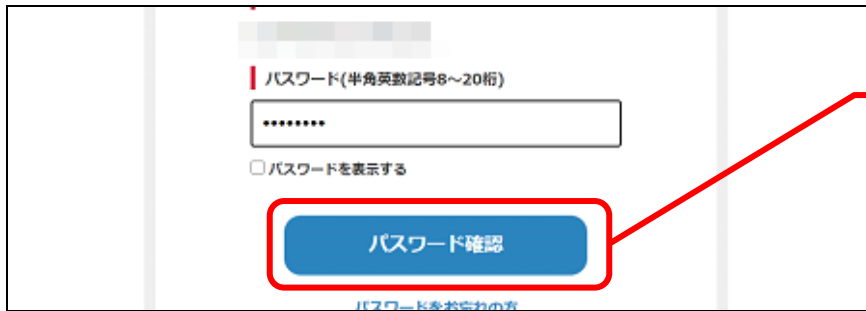 パスワード(半角英数記号8～20桁)
••••••••
パスワードを表示する
パスワード確認
パスワードをお忘れの方